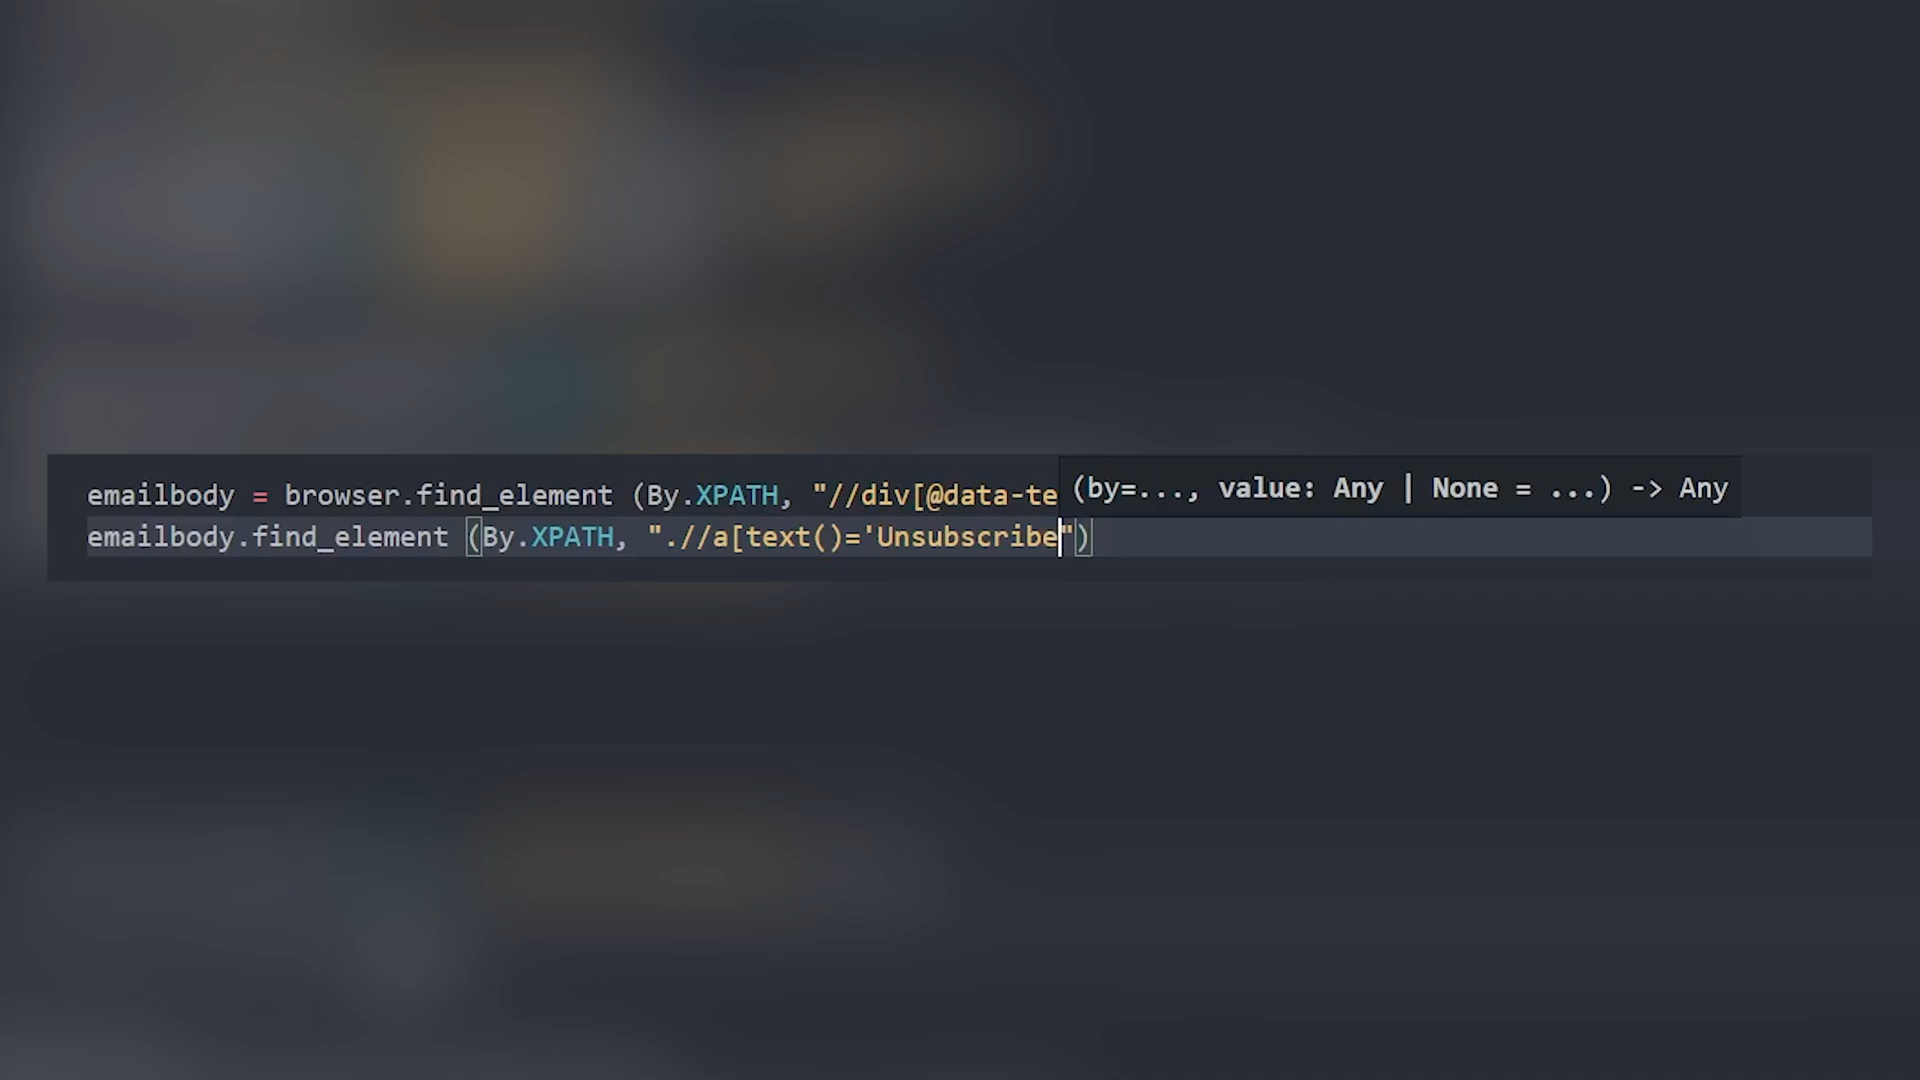 emailbody = browser.find_element (By.XPATH, "//div[@data-te
(by=..., value: Any | None = ...) -> Any
emailbody.find_element (By.XPATH, ".//a[text()='Unsubscribe")